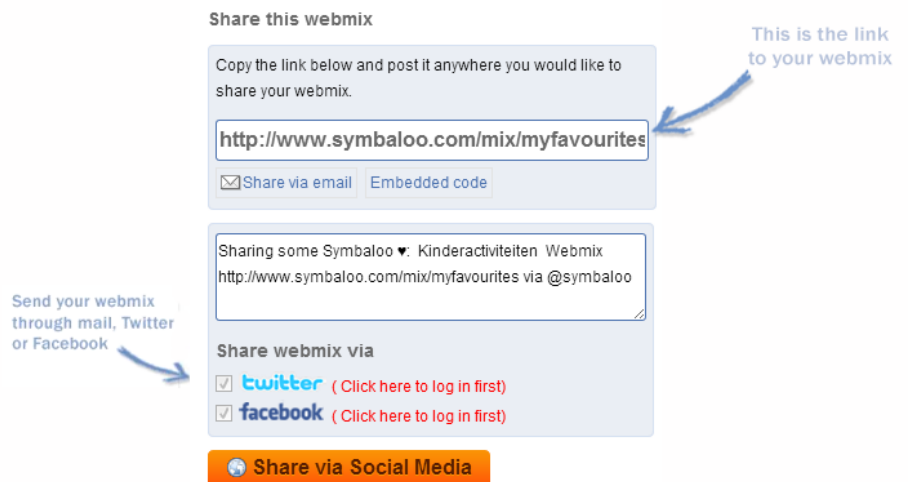 Share this webmix
This is the link
to your webmix
Copy the link below and post it anywhere you would like to
share your webmix.
http://www.symbaloo.com/mix/myfavourites
Share via email Embedded code
Sharing some Symbaloo ♥: Kinderactiviteiten Webmix
http://www.symbaloo.com/mix/myfavourites via @symbaloo
Send your webmix
through mail, Twitter
or Facebook
Share webmix via
twitter ( Click here to log in first)
facebook ( Click here to log in first)
Share via Social Media